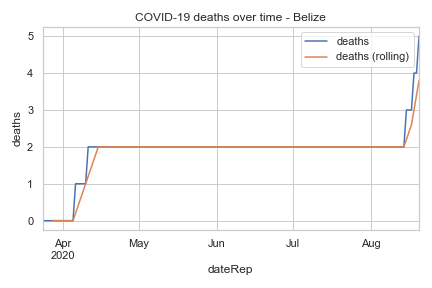 COVID-19 deaths over time - Belize
deaths
deaths (rolling)
5
4
3
2
1
0
deaths
Apr
2020
May
Jun
Jul
Aug
dateRep